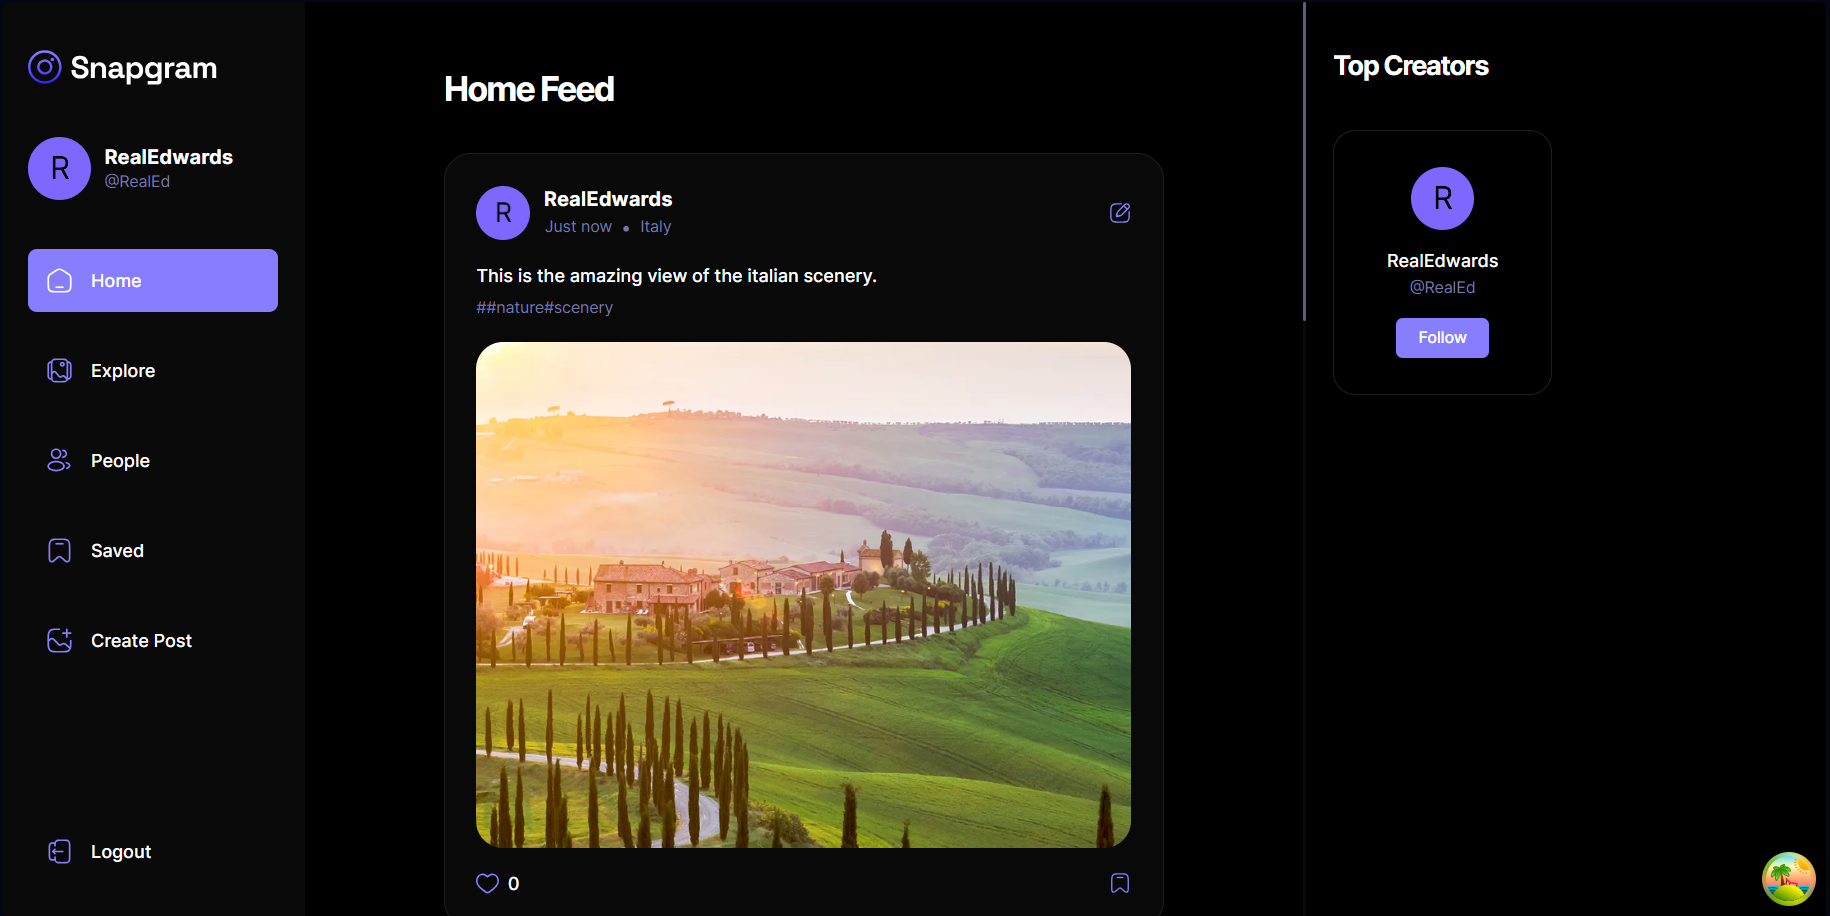 Snapgram
R
RealEdwards
@RealEd
Home
Explore
People
Saved
Create Post
Logout
Home Feed
R
RealEdwards
Just now • Italy
This is the amazing view of the italian scenery.
##nature#scenery
0
Top Creators
R
RealEdwards
@RealEd
Follow